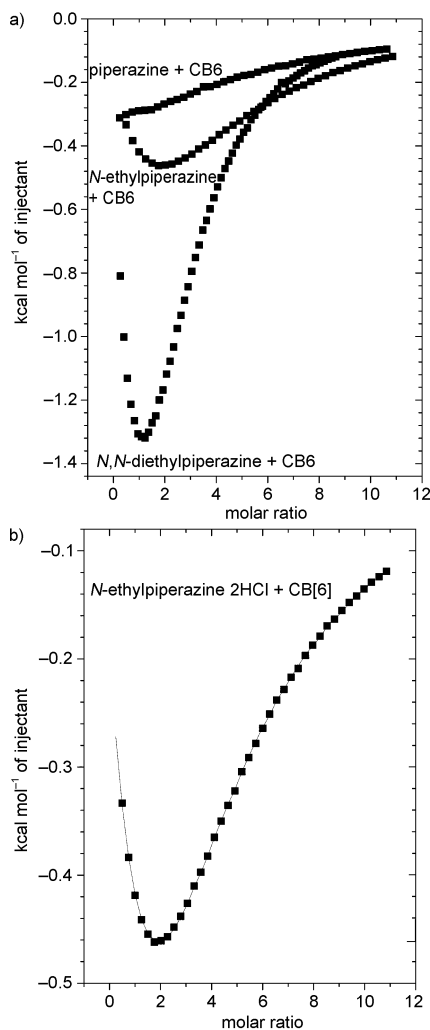 a)
0.0
piperazine + CB6
–0.2
–0.4
N-ethylpiperazine
+ CB6
–0.6
kcal mol⁻¹ of injectant
–0.8
–1.0
–1.2
–1.4
N,N-diethylpiperazine + CB6
0 2 4 6 8 10 12
molar ratio
b)
–0.1
N-ethylpiperazine 2HCl + CB[6]
–0.2
kcal mol⁻¹ of injectant
–0.3
–0.4
–0.5
0 2 4 6 8 10 12
molar ratio